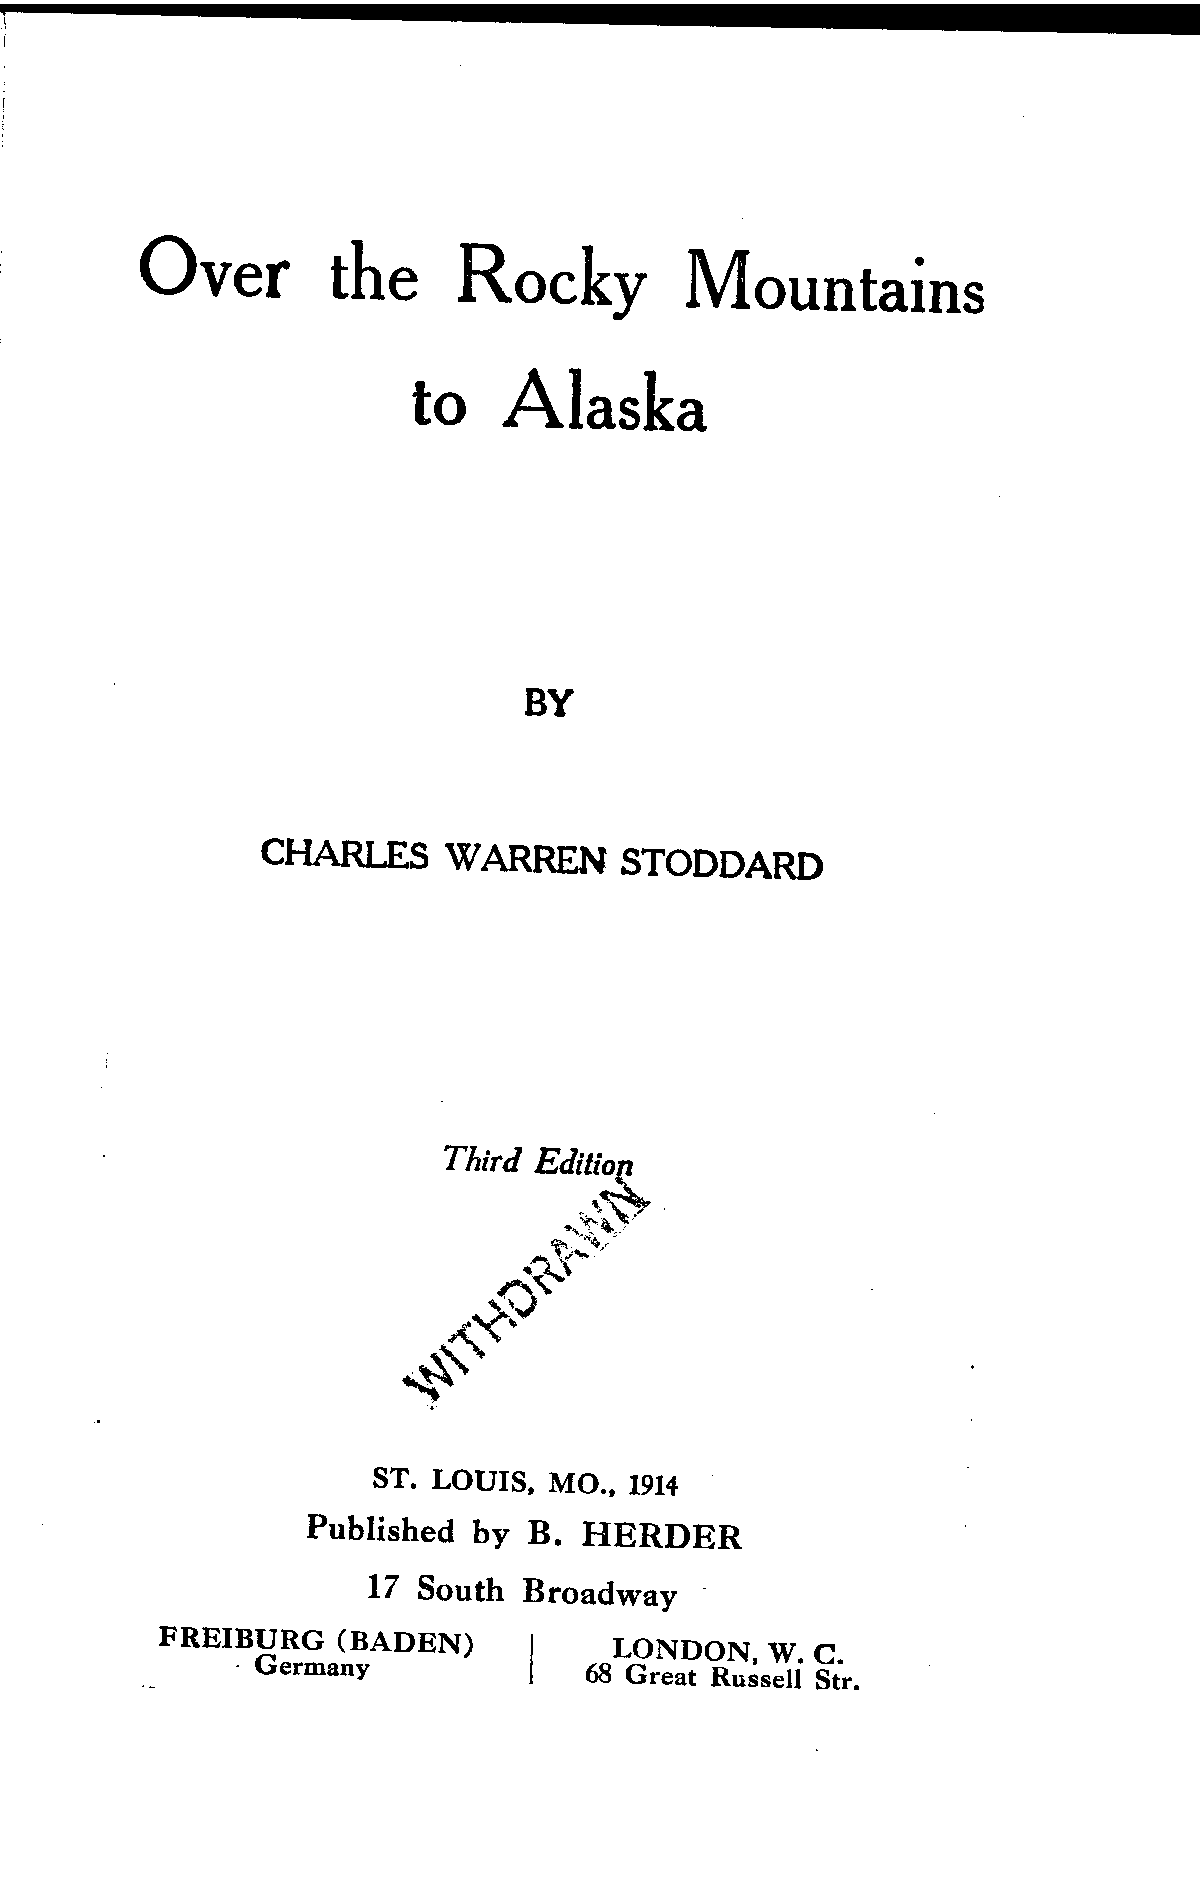 Over the Rocky Mountains
to Alaska
BY
CHARLES WARREN STODDARD
Third Edition
WITHDRAWN
ST. LOUIS, MO., 1914
Published by B. HERDER
17 South Broadway
FREIBURG (BADEN)
Germany
LONDON, W. C.
68 Great Russell Str.